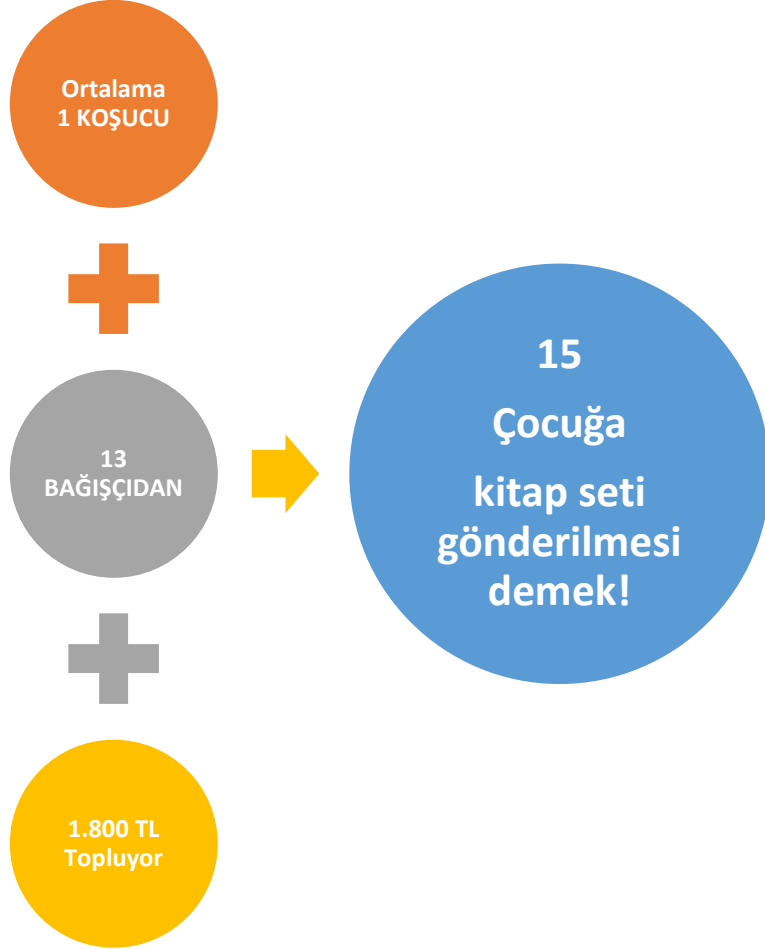 Ortalama
1 KOŞUCU
13
BAĞIŞÇIDAN
1.800 TL
Topluyor
15
Çocuğa
kitap seti
gönderilmesi
demek!